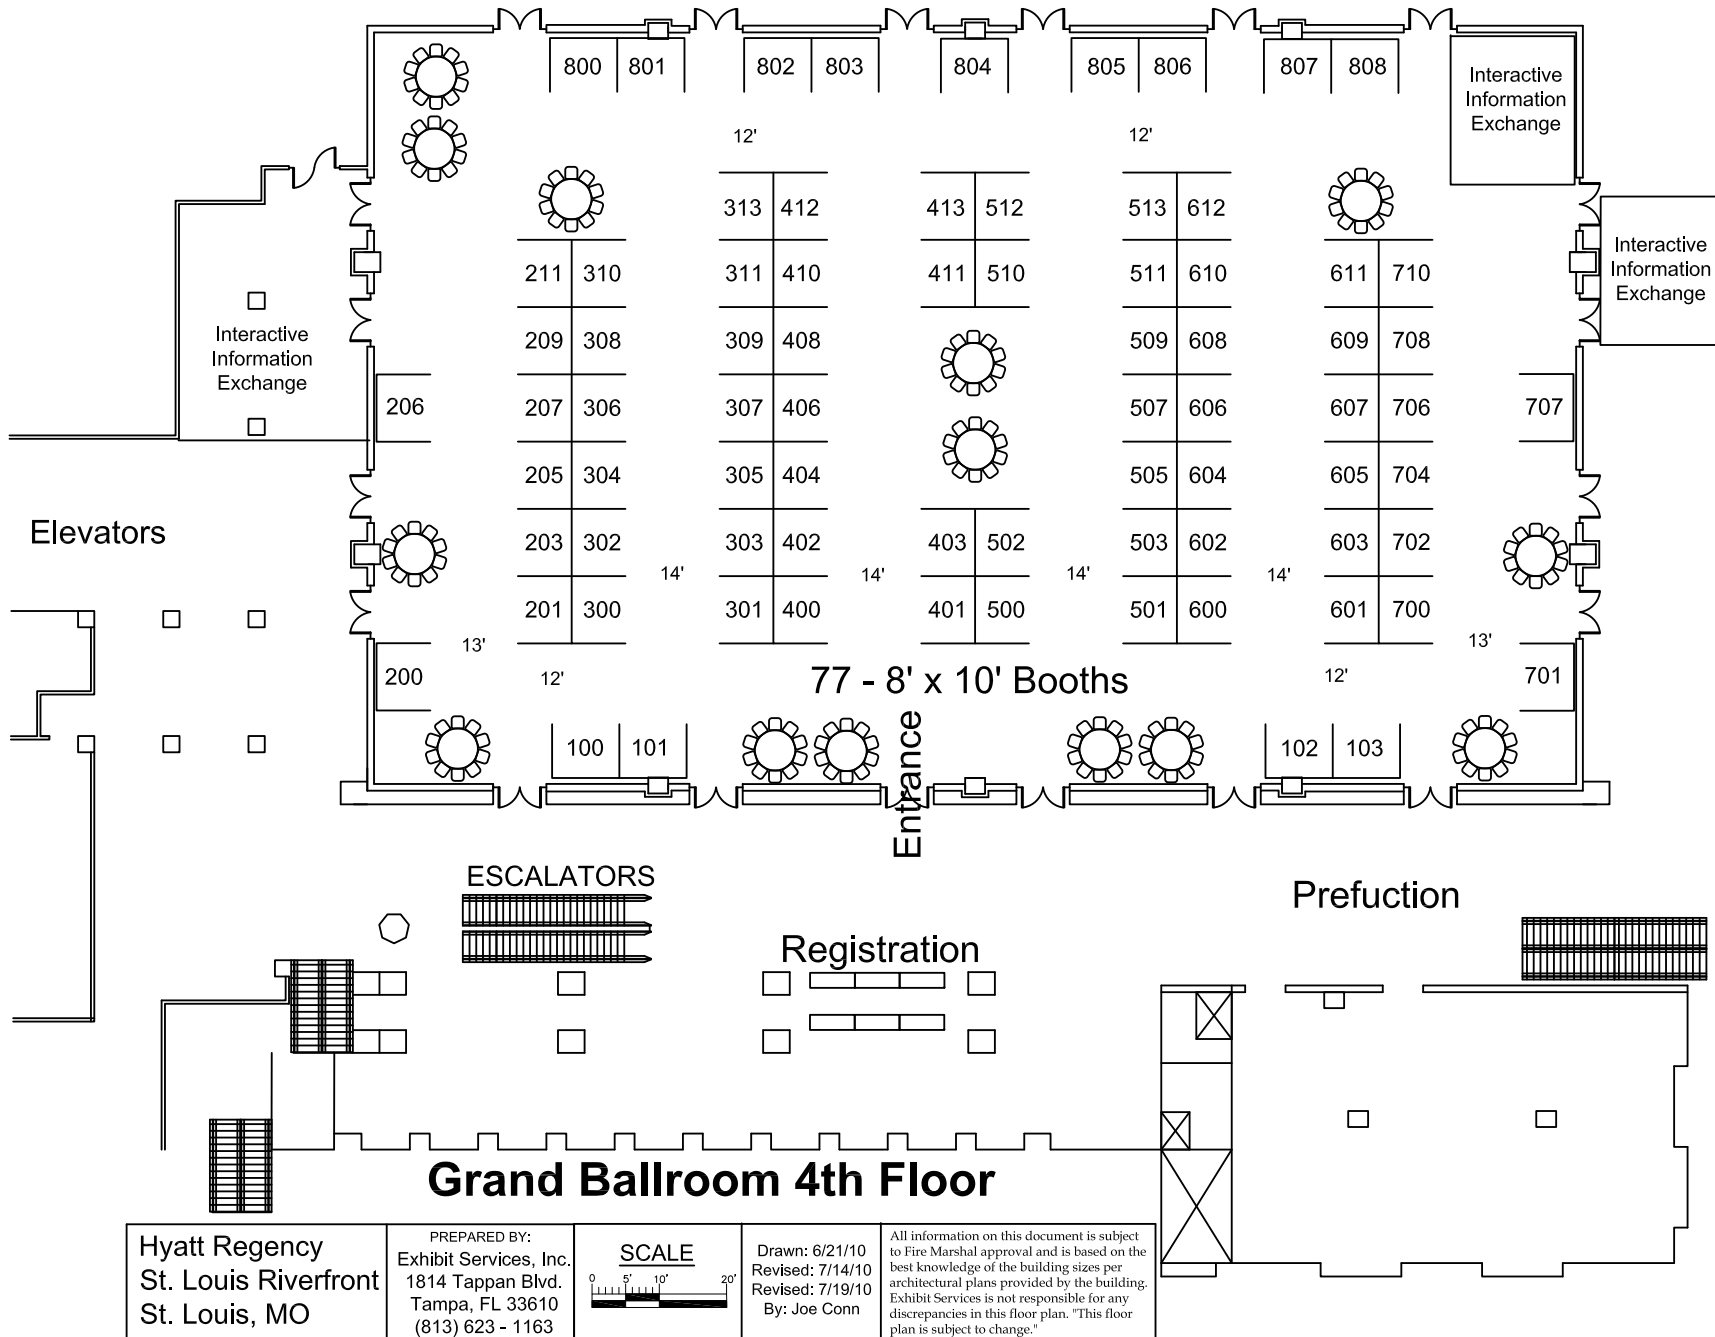 800 801 802 803 804 805 806 807 808
Interactive
Information
Exchange
12' 12'
313 412 413 512 513 612
Interactive
Information
Exchange
211 310 311 410 411 510 511 610 611 710
Interactive
Information
Exchange
209 308 309 408 509 608 609 708
206 207 306 307 406 507 606 607 706 707
205 304 305 404 505 604 605 704
Elevators
203 302 303 402 403 502 503 602 603 702
14' 14' 14' 14'
201 300 301 400 401 500 501 600 601 700
13' 13'
200 12' 77 - 8' x 10' Booths 12' 701
100 101 102 103
Entrance
ESCALATORS
Prefuction
Registration
Grand Ballroom 4th Floor
Hyatt Regency
St. Louis Riverfront
St. Louis, MO
PREPARED BY:
Exhibit Services, Inc.
1814 Tappan Blvd.
Tampa, FL 33610
(813) 623 - 1163
SCALE
0 5' 10' 20'
Drawn: 6/21/10
Revised: 7/14/10
Revised: 7/19/10
By: Joe Conn
All information on this document is subject
to Fire Marshal approval and is based on the
best knowledge of the building sizes per
architectural plans provided by the building.
Exhibit Services is not responsible for any
discrepancies in this floor plan. "This floor
plan is subject to change."